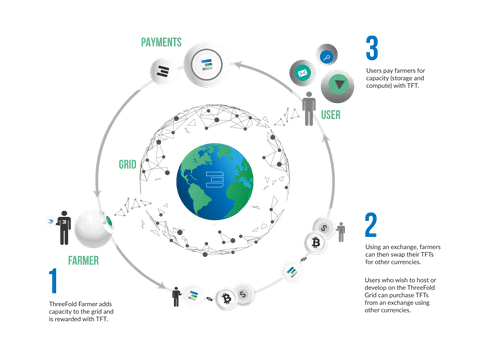 PAYMENTS
3
Users pay farmers for
capacity (storage and
compute) with TFT.
USER
GRID
FARMER
1
ThreeFold Farmer adds
capacity to the grid and
is rewarded with TFT.
2
Using an exchange, farmers
can then swap their TFTs
for other currencies.
Users who wish to host or
develop on the ThreeFold
Grid can purchase TFTs
from an exchange using
other currencies.